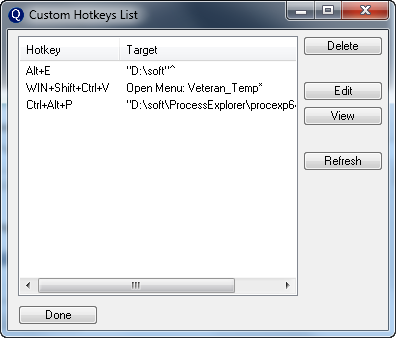 Custom Hotkeys List
Hotkey Target
Alt+E "D:\soft"^
WIN+Shift+Ctrl+V Open Menu: Veteran_Temp*
Ctrl+Alt+P "D:\soft\ProcessExplorer\procexp64
Delete
Edit
View
Refresh
Done